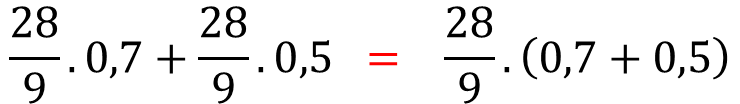 28/9 . 0,7 + 28/9 . 0,5 = 28/9 . (0,7 + 0,5)